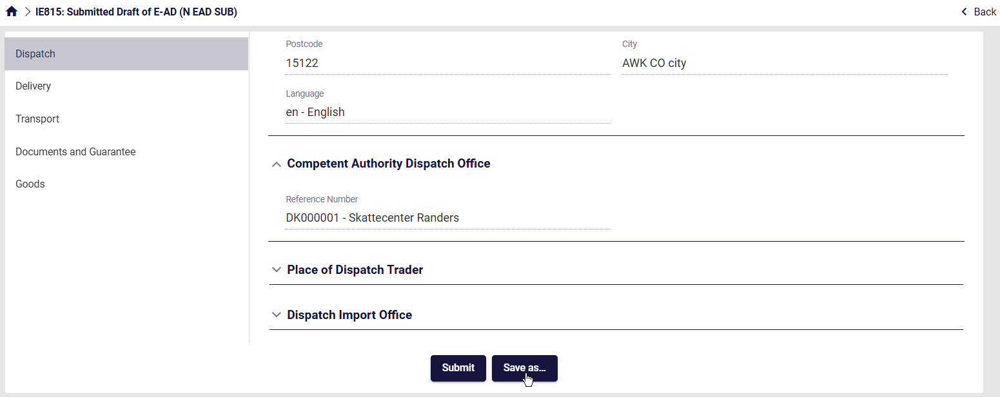 IE815: Submitted Draft of E-AD (N EAD SUB)
Back
Dispatch
Delivery
Transport
Documents and Guarantee
Goods
Postcode
City
15122
AWK CO city
Language
en - English
Competent Authority Dispatch Office
Reference Number
DK000001 - Skattecenter Randers
Place of Dispatch Trader
Dispatch Import Office
Submit
Save as...